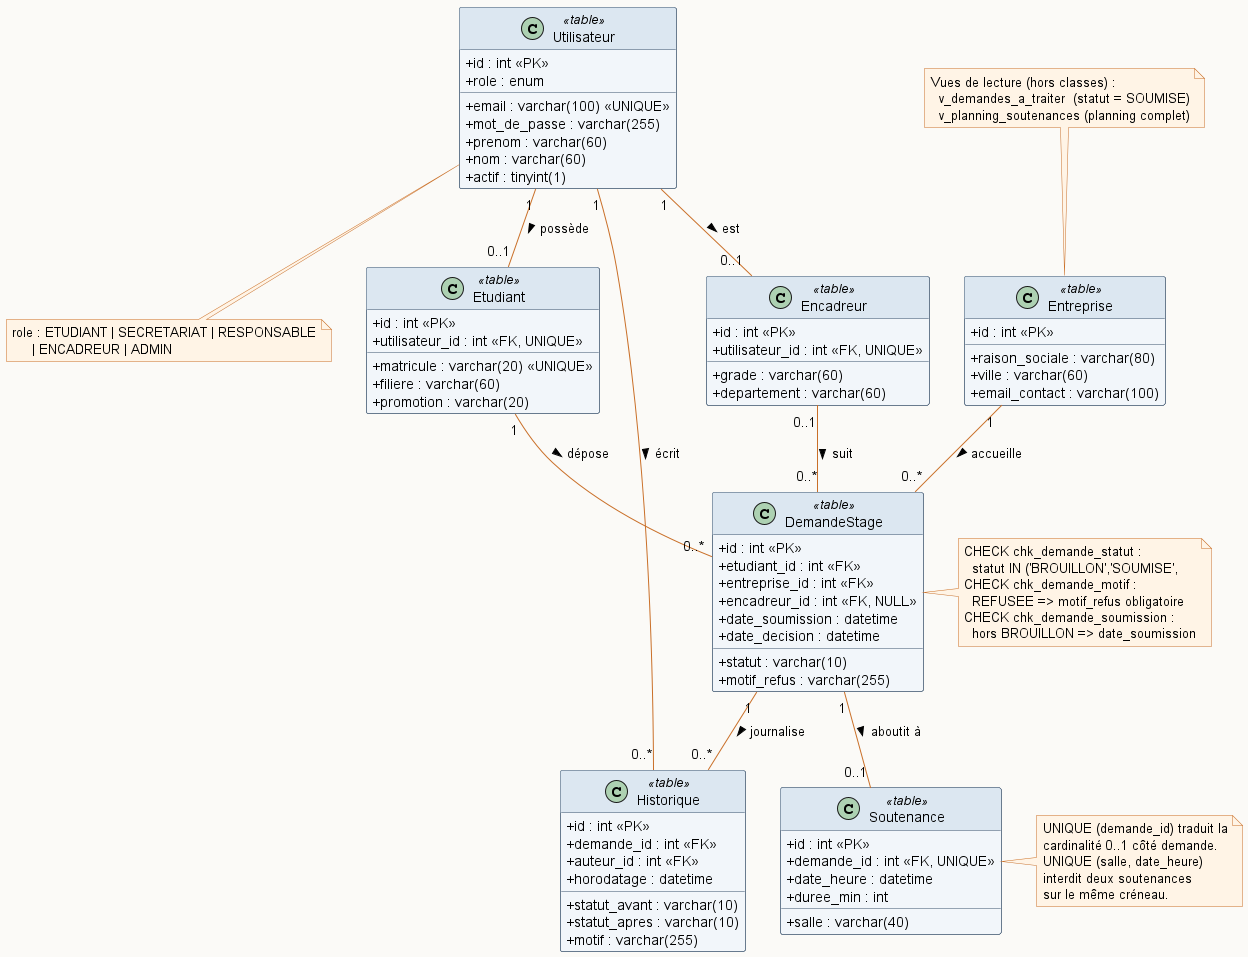 «table»
C Utilisateur
+id : int «PK»
+role : enum
+email : varchar(100) «UNIQUE»
+mot_de_passe : varchar(255)
+prenom : varchar(60)
+nom : varchar(60)
+actif : tinyint(1)
Vues de lecture (hors classes) :
v_demandes_a_traiter (statut = SOUMISE)
v_planning_soutenances (planning complet)
1
possède
0..1
1
1
est
0..1
role : ETUDIANT | SECRETARIAT | RESPONSABLE
| ENCADREUR | ADMIN
«table»
C Etudiant
+id : int «PK»
+utilisateur_id : int «FK, UNIQUE»
+matricule : varchar(20) «UNIQUE»
+filiere : varchar(60)
+promotion : varchar(20)
«table»
C Encadreur
+id : int «PK»
+utilisateur_id : int «FK, UNIQUE»
+grade : varchar(60)
+departement : varchar(60)
«table»
C Entreprise
+id : int «PK»
+raison_sociale : varchar(80)
+ville : varchar(60)
+email_contact : varchar(100)
1
dépose
0..*
écrit
0..*
0..1
suit
0..*
1
accueille
0..*
«table»
C DemandeStage
+id : int «PK»
+etudiant_id : int «FK»
+entreprise_id : int «FK»
+encadreur_id : int «FK, NULL»
+date_soumission : datetime
+date_decision : datetime
+statut : varchar(10)
+motif_refus : varchar(255)
CHECK chk_demande_statut :
statut IN ('BROUILLON','SOUMISE',
CHECK chk_demande_motif :
REFUSEE => motif_refus obligatoire
CHECK chk_demande_soumission :
hors BROUILLON => date_soumission
1
journalise
0..*
1
aboutit à
0..1
«table»
C Historique
+id : int «PK»
+demande_id : int «FK»
+auteur_id : int «FK»
+horodatage : datetime
+statut_avant : varchar(10)
+statut_apres : varchar(10)
+motif : varchar(255)
«table»
C Soutenance
+id : int «PK»
+demande_id : int «FK, UNIQUE»
+date_heure : datetime
+duree_min : int
+salle : varchar(40)
UNIQUE (demande_id) traduit la
cardinalité 0..1 côté demande.
UNIQUE (salle, date_heure)
interdit deux soutenances
sur le même créneau.